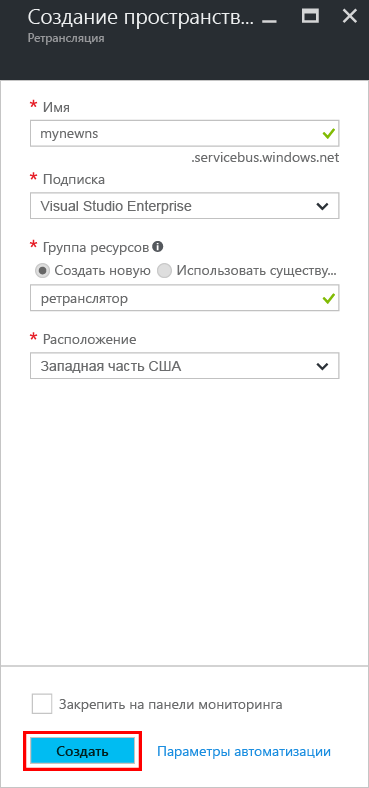 Создание пространств...
Ретрансляция
* Имя
mynewns
.servicebus.windows.net
* Подписка
Visual Studio Enterprise
* Группа ресурсов
Создать новую Использовать существу...
ретранслятор
* Расположение
Западная часть США
Закрепить на панели мониторинга
Создать Параметры автоматизации